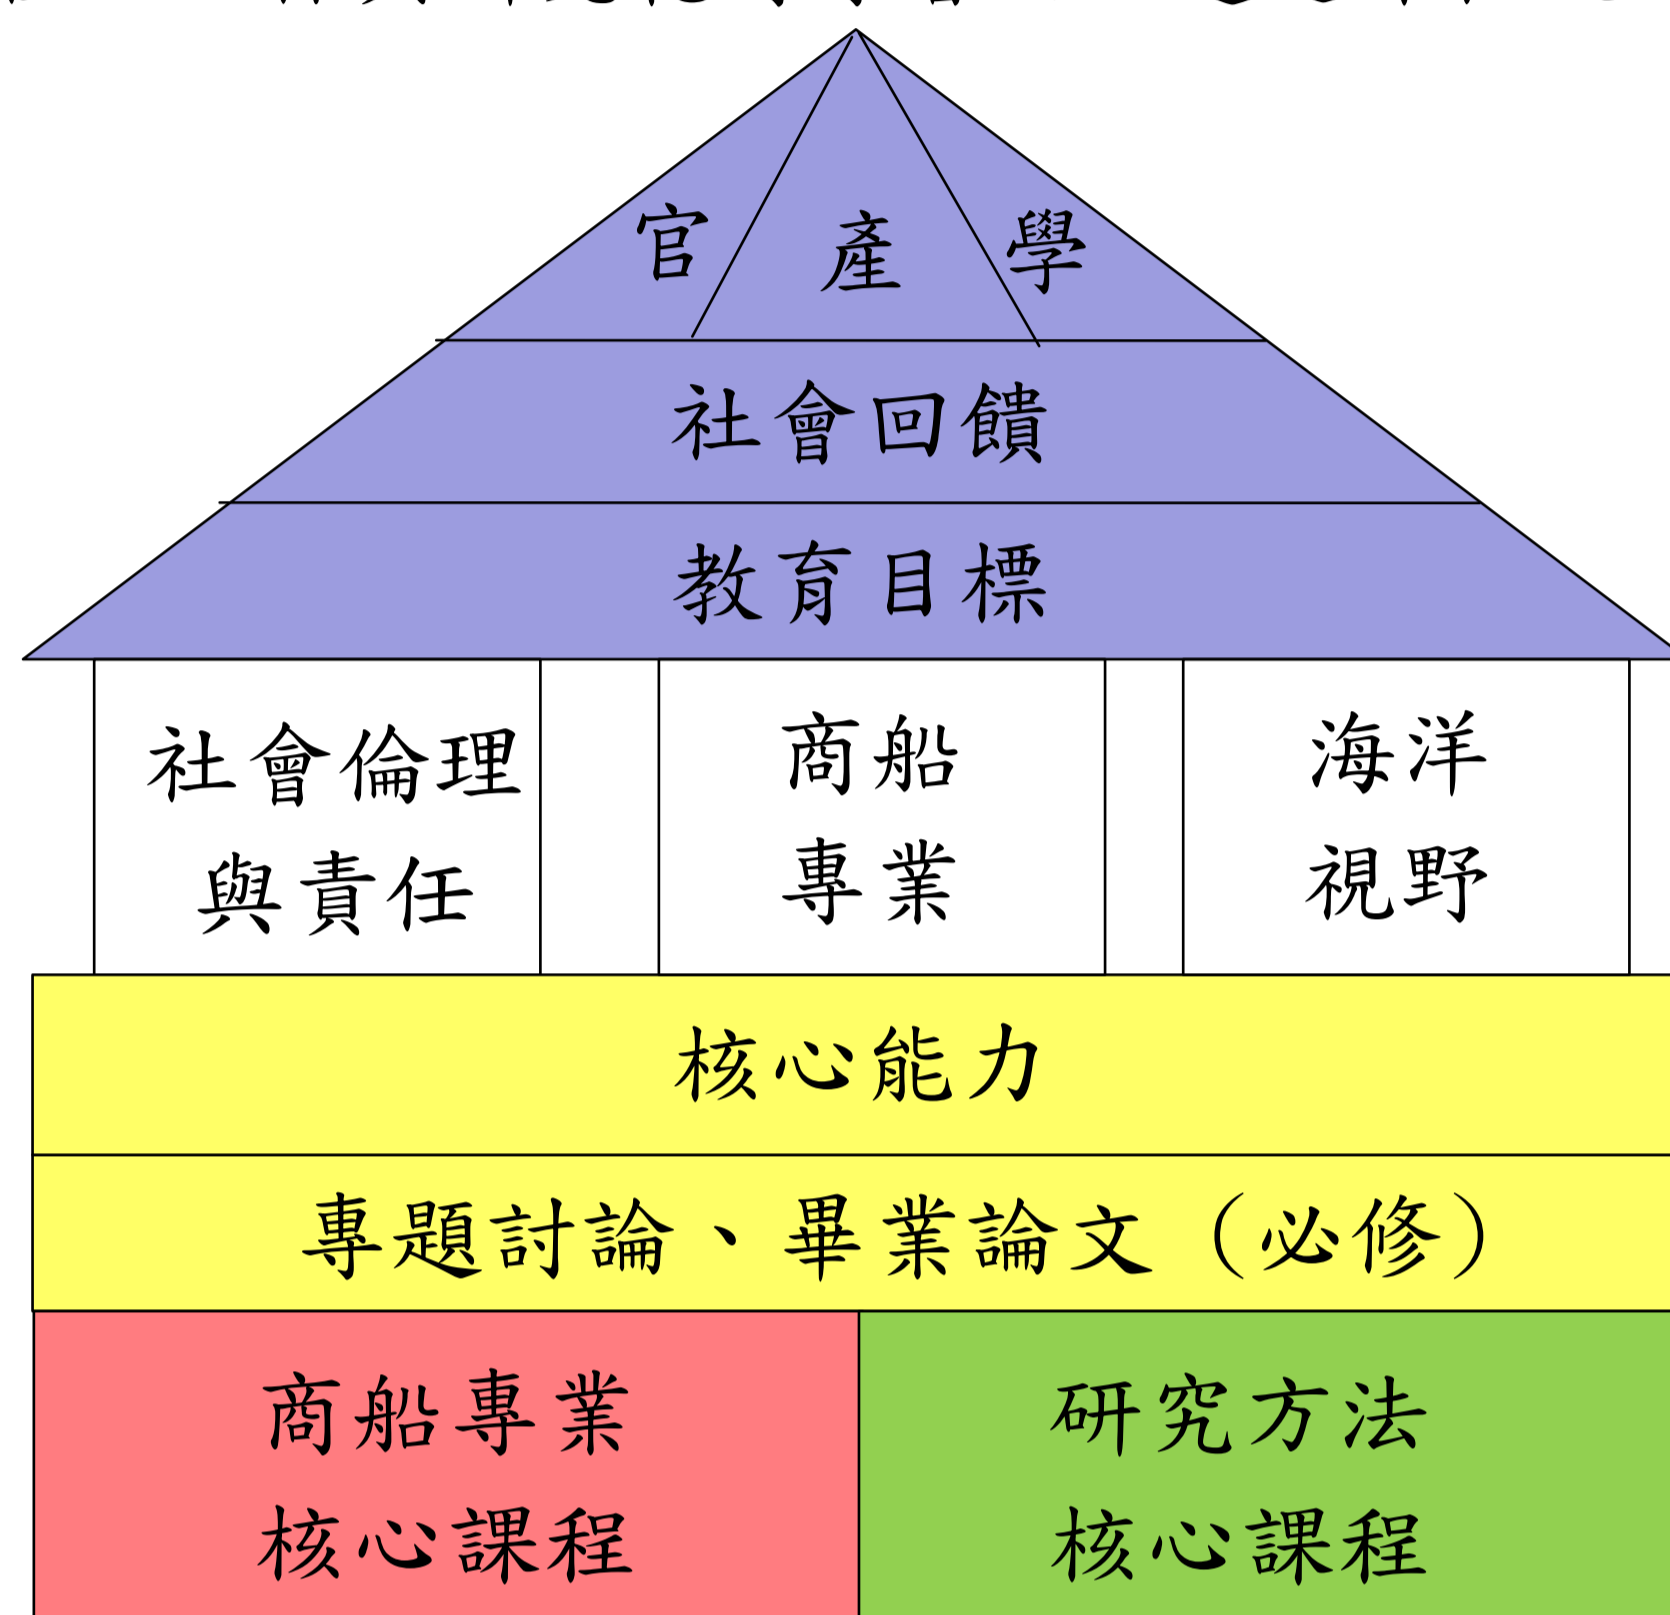 官 產 學
社會回饋
教育目標
社會倫理
與責任
商船
專業
海洋
視野
核心能力
專題討論、畢業論文（必修）
商船專業
核心課程
研究方法
核心課程